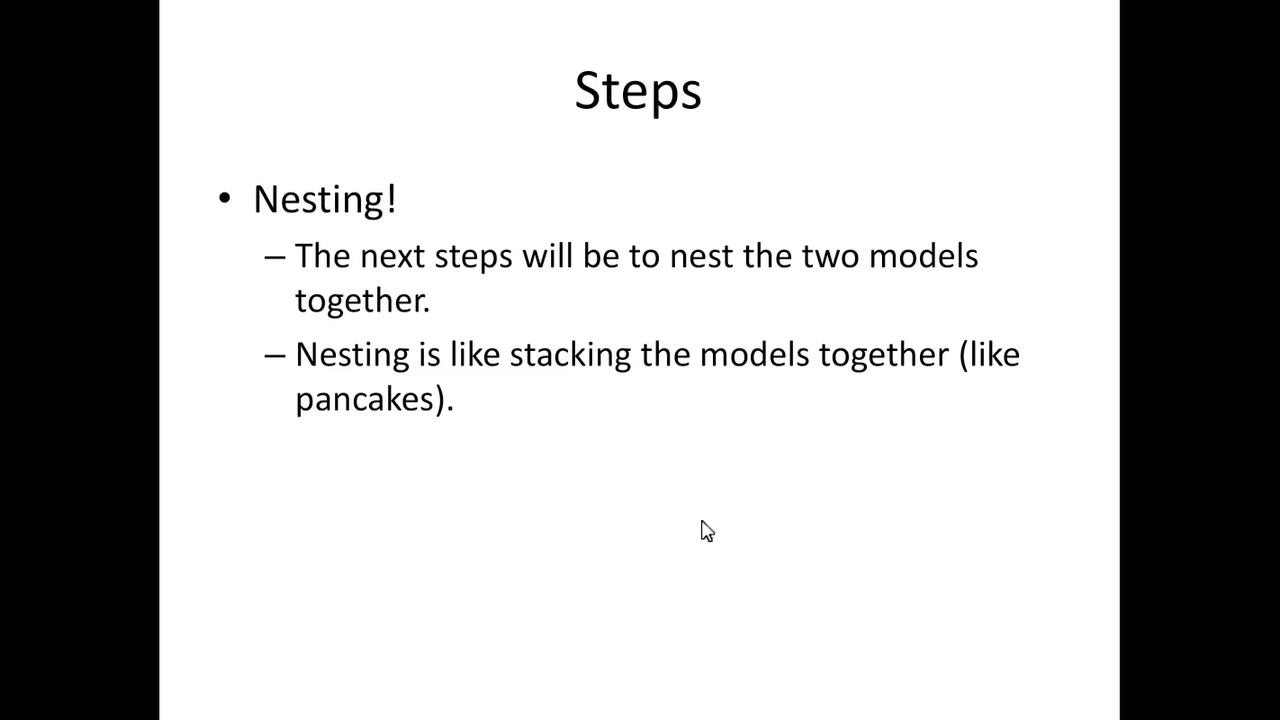 Steps
• Nesting!
– The next steps will be to nest the two models
together.
– Nesting is like stacking the models together (like
pancakes).